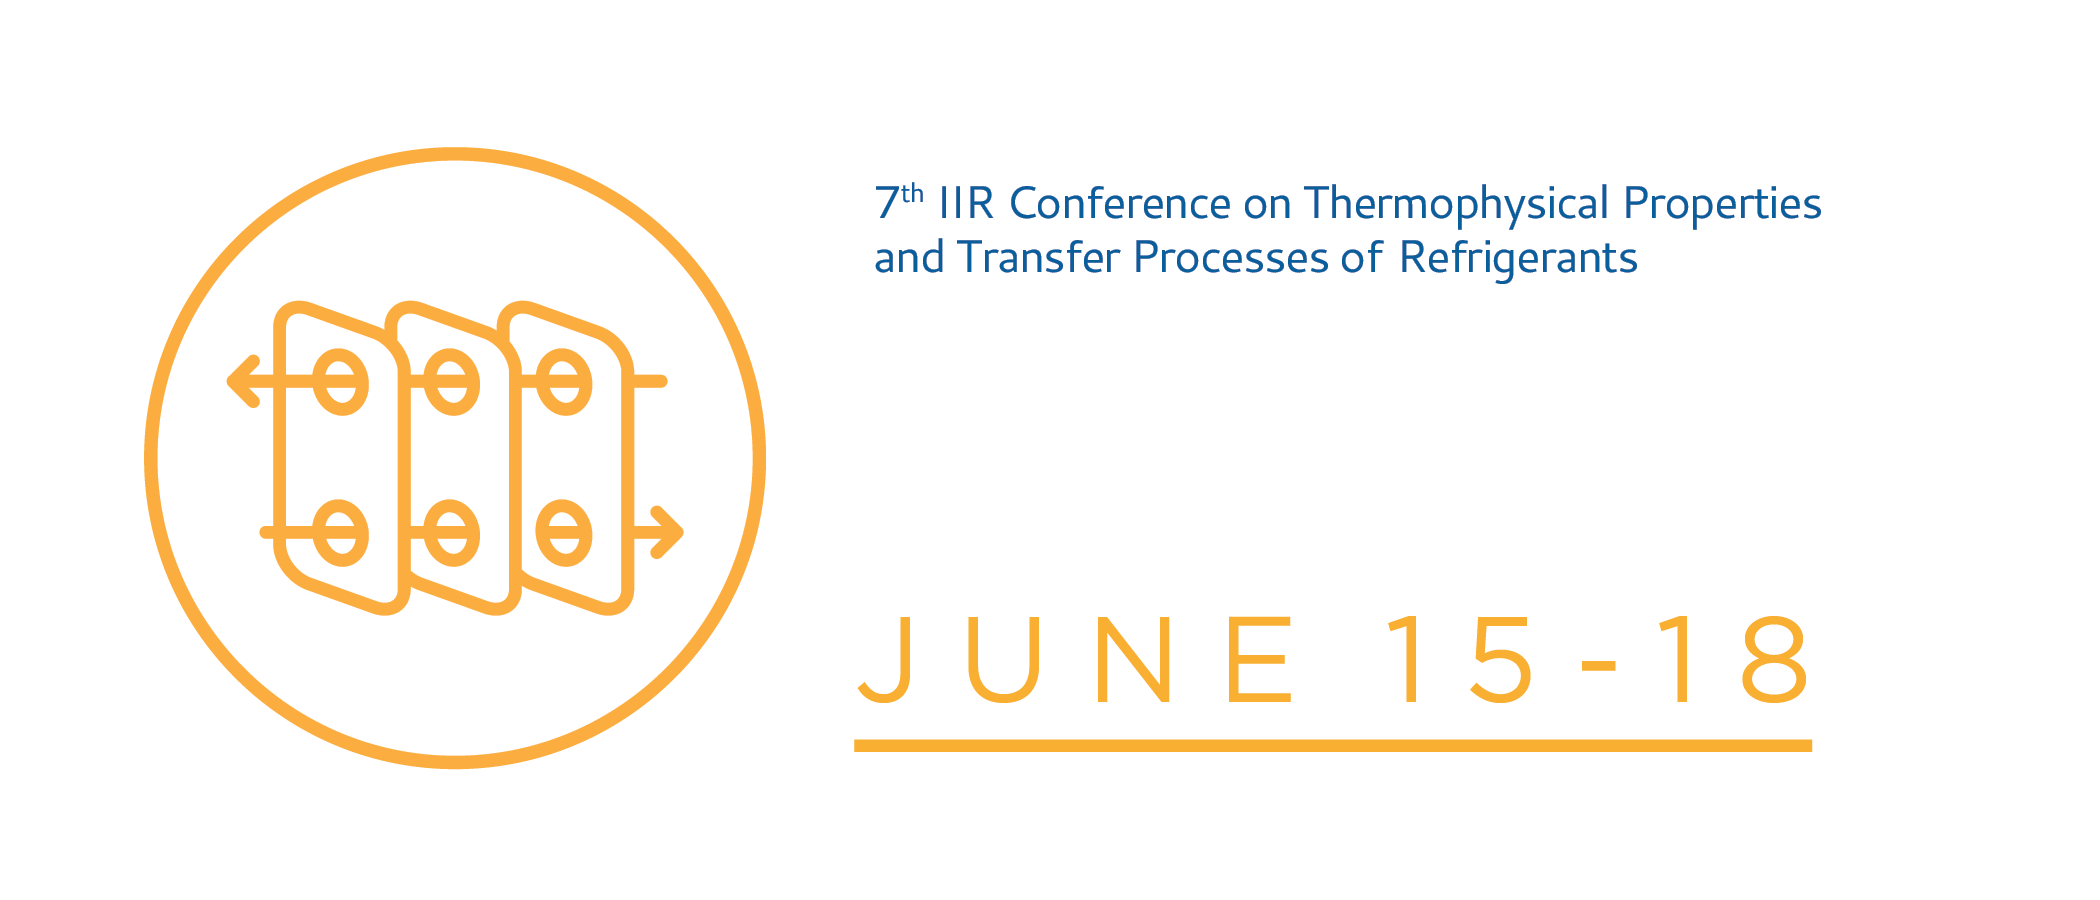 7th IIR Conference on Thermophysical Properties
and Transfer Processes of Refrigerants
JUNE 15-18